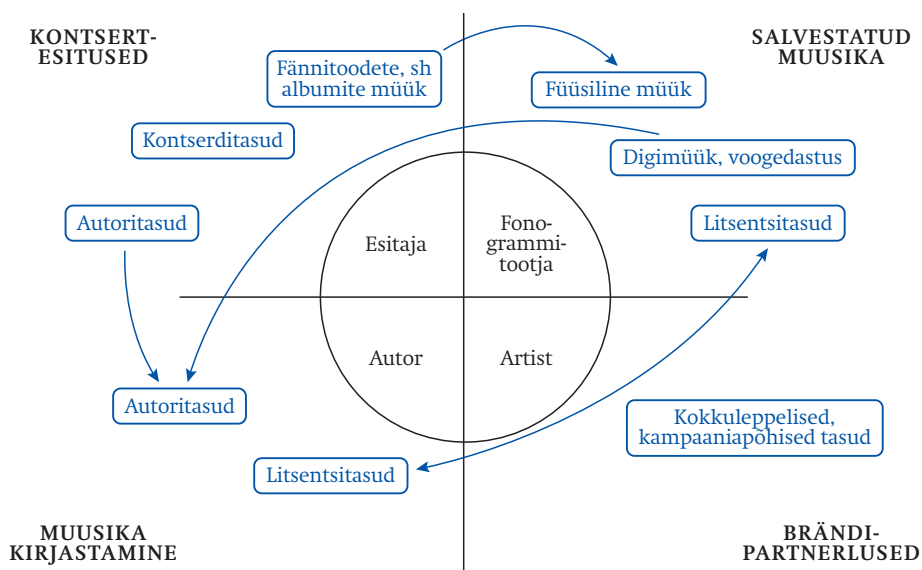 KONTSERT-
ESITUSED
SALVESTATUD
MUUSIKA
Fännitoodete, sh
albumite müük
Füüsiline müük
Kontserditasud
Digimüük, voogedastus
Autoritasud
Litsentsitasud
Esitaja
Fono-
grammi-
tootja
Autor
Artist
Autoritasud
Kokkuleppelised,
kampaaniapõhised tasud
Litsentsitasud
MUUSIKA
KIRJASTAMINE
BRÄNDI-
PARTNERLUSED